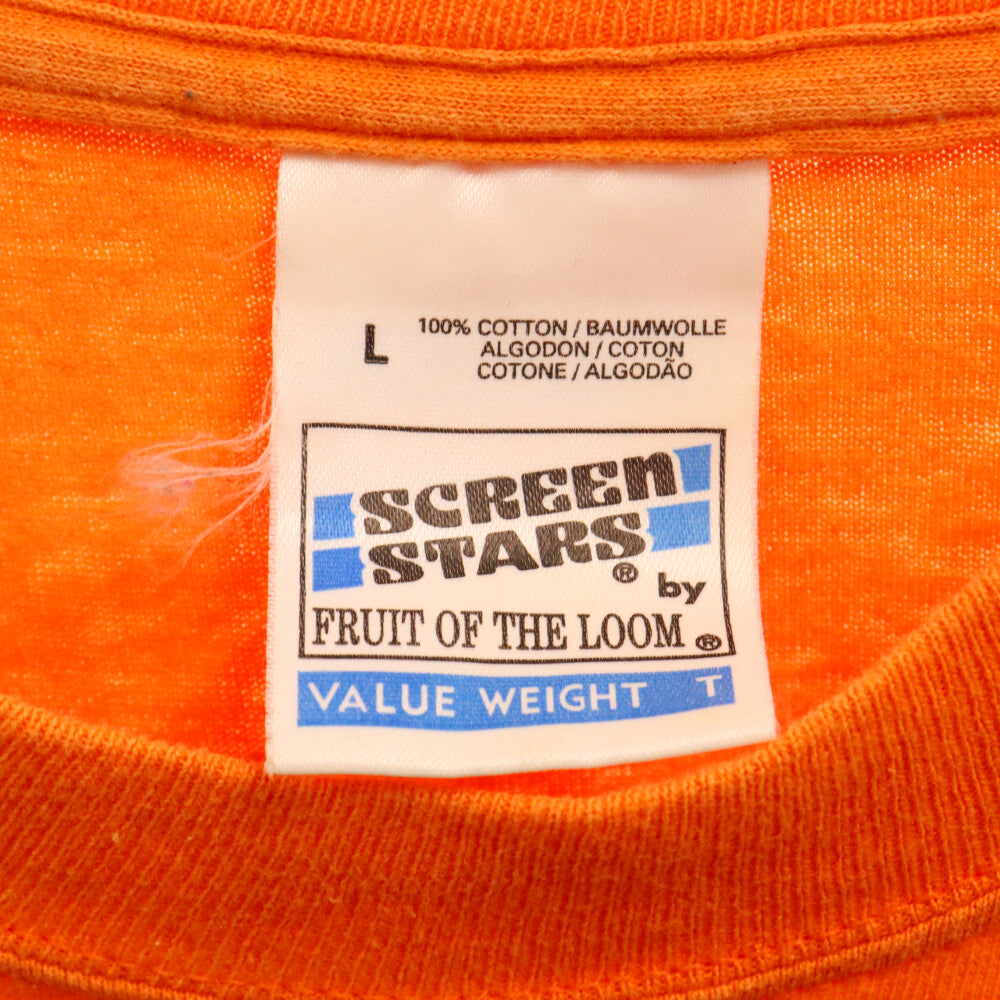 L
100% COTTON / BAUMWOLLE
ALGODON / COTON
COTONE / ALGODÃO
SCREEN
STARS®
by
FRUIT OF THE LOOM®
VALUE WEIGHT T